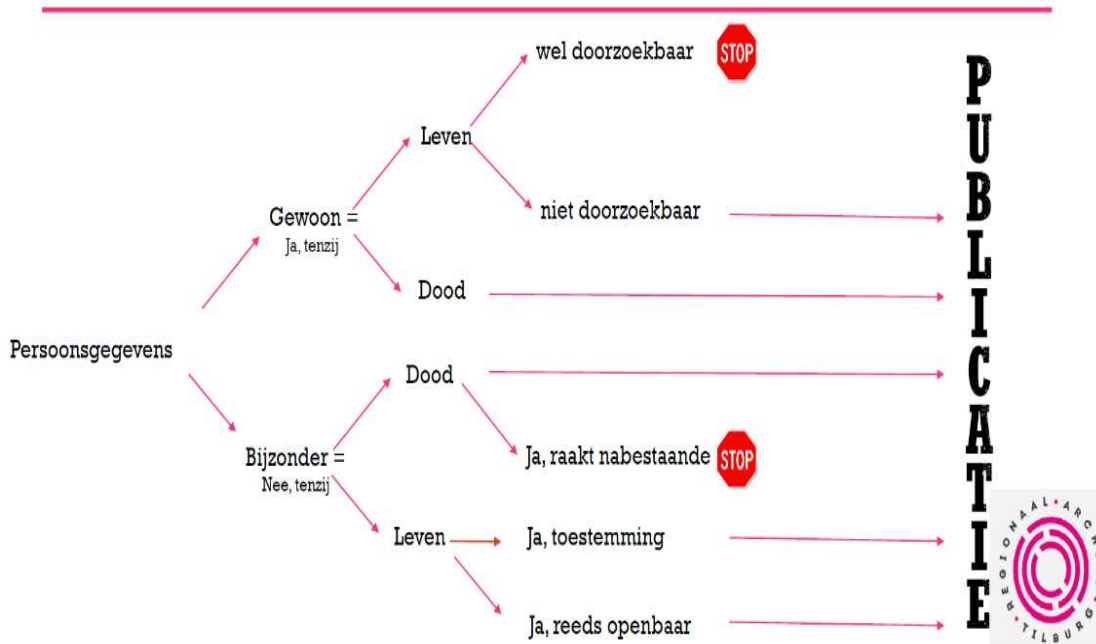 wel doorzoekbaar
STOP
Leven
niet doorzoekbaar
Gewoon =
Ja, tenzij
Dood
Persoonsgegevens
Dood
Bijzonder =
Nee, tenzij
Ja, raakt nabestaande
STOP
Leven
Ja, toestemming
Ja, reeds openbaar
PUBLICATIE
REGIONAAL
TILBURG